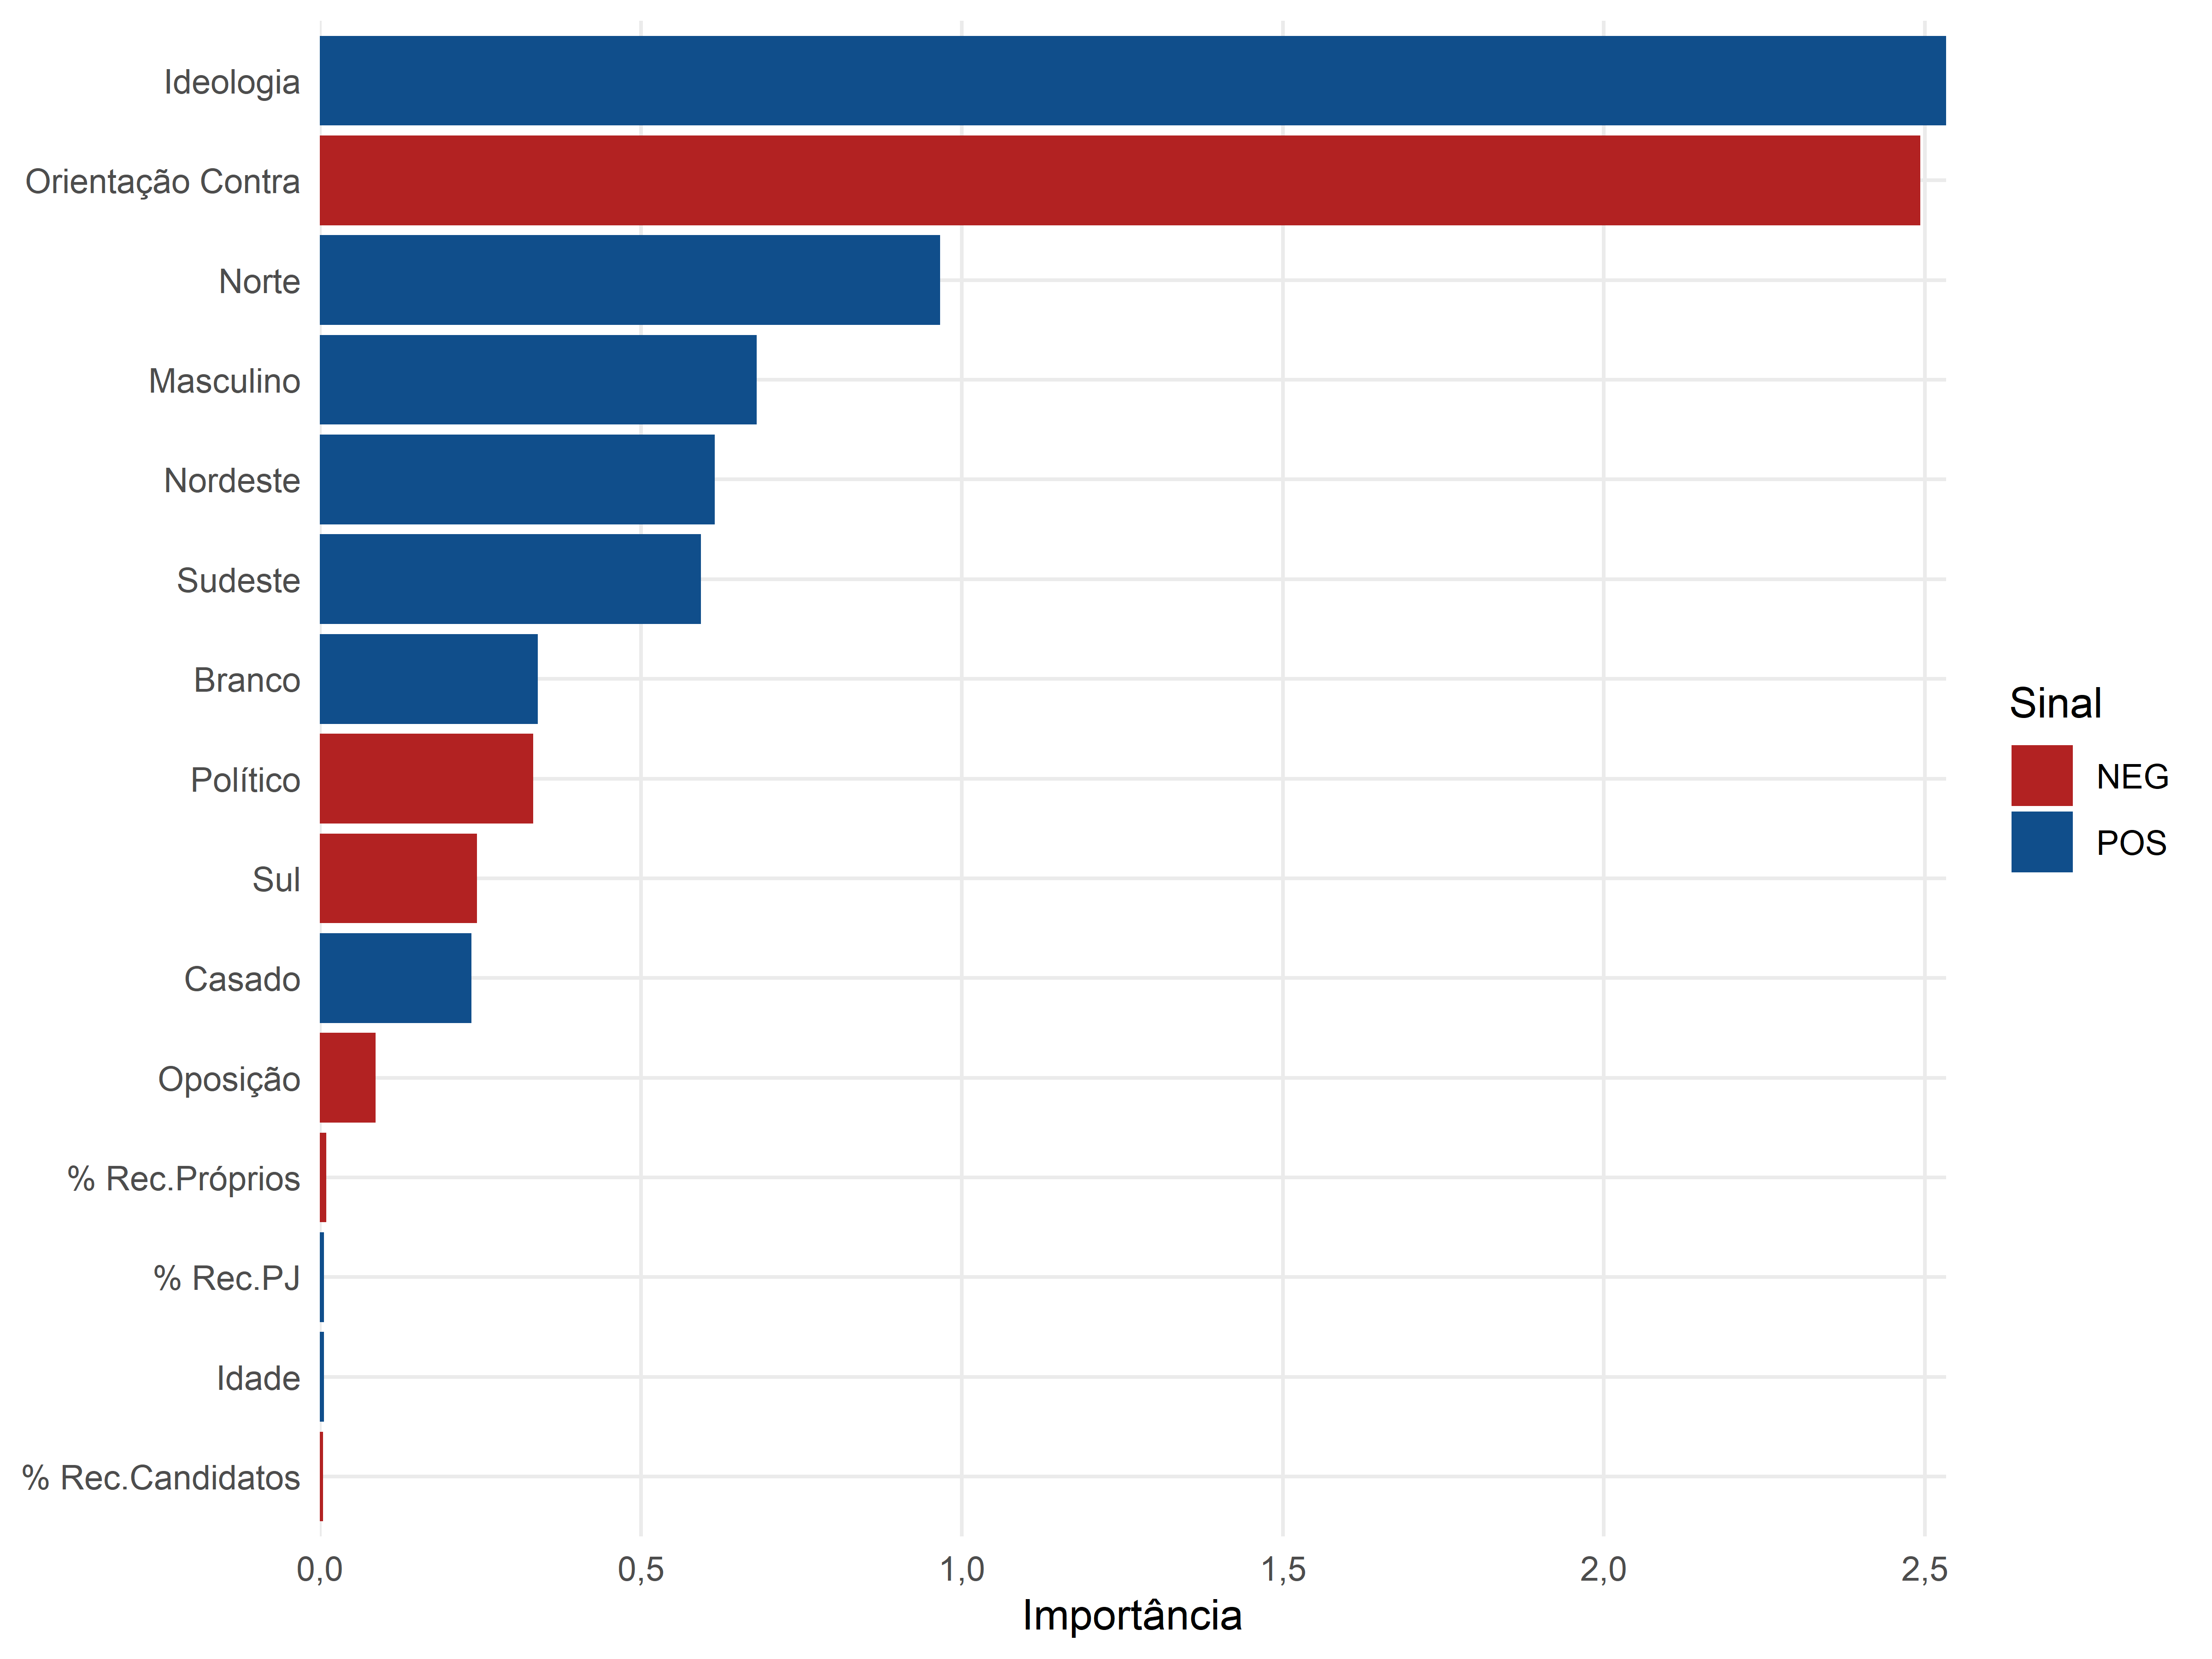 Ideologia
Orientação Contra
Norte
Masculino
Nordeste
Sudeste
Branco
Político
Sul
Casado
Oposição
% Rec.Próprios
% Rec.PJ
Idade
% Rec.Candidatos
0,0 0,5 1,0 1,5 2,0 2,5
Importância
Sinal
NEG
POS